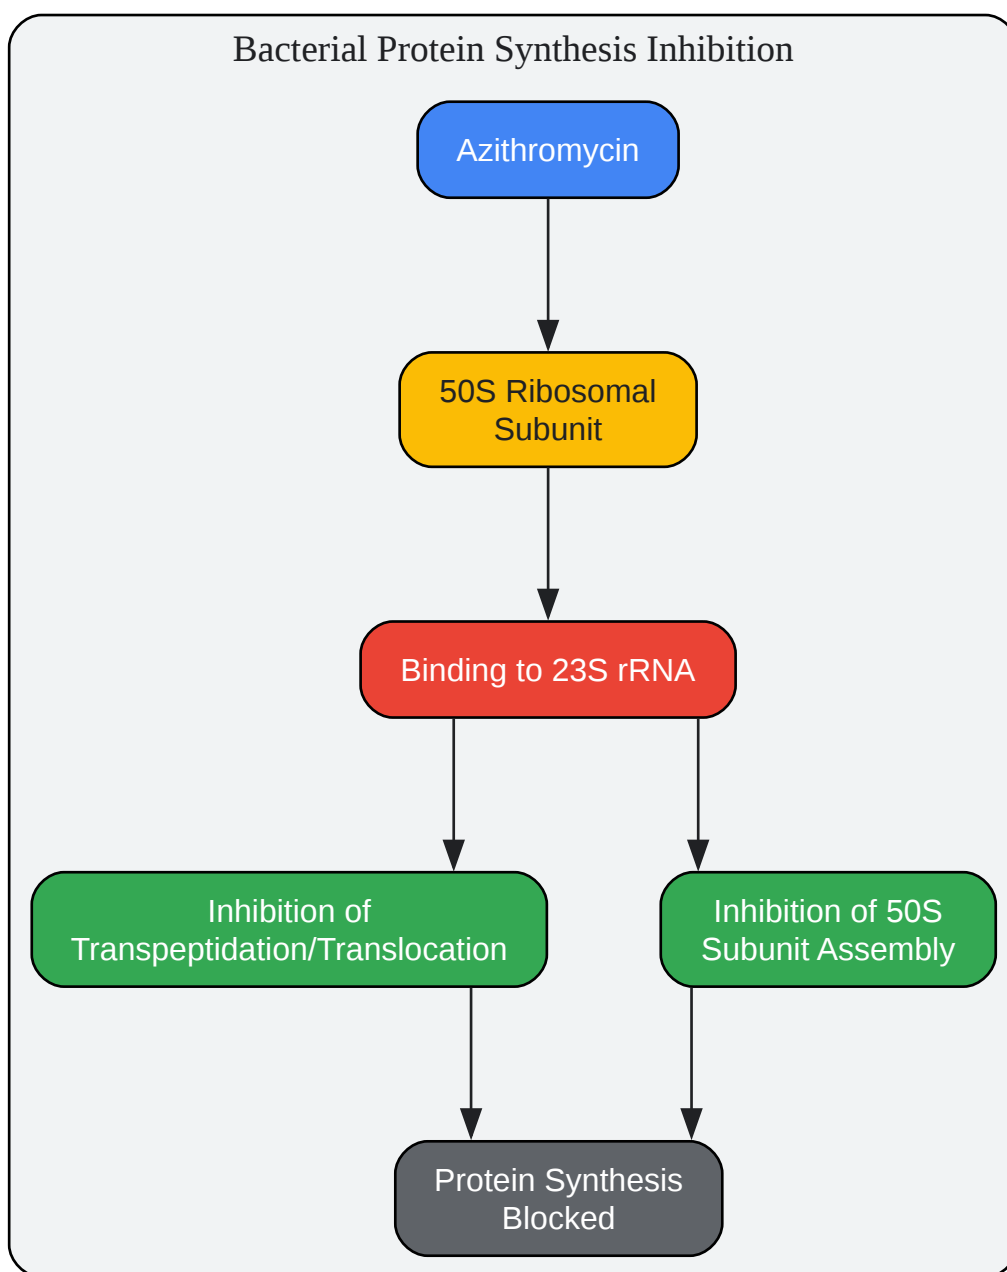 Bacterial Protein Synthesis Inhibition
Azithromycin
50S Ribosomal
Subunit
Binding to 23S rRNA
Inhibition of
Transpeptidation/Translocation
Inhibition of 50S
Subunit Assembly
Protein Synthesis
Blocked